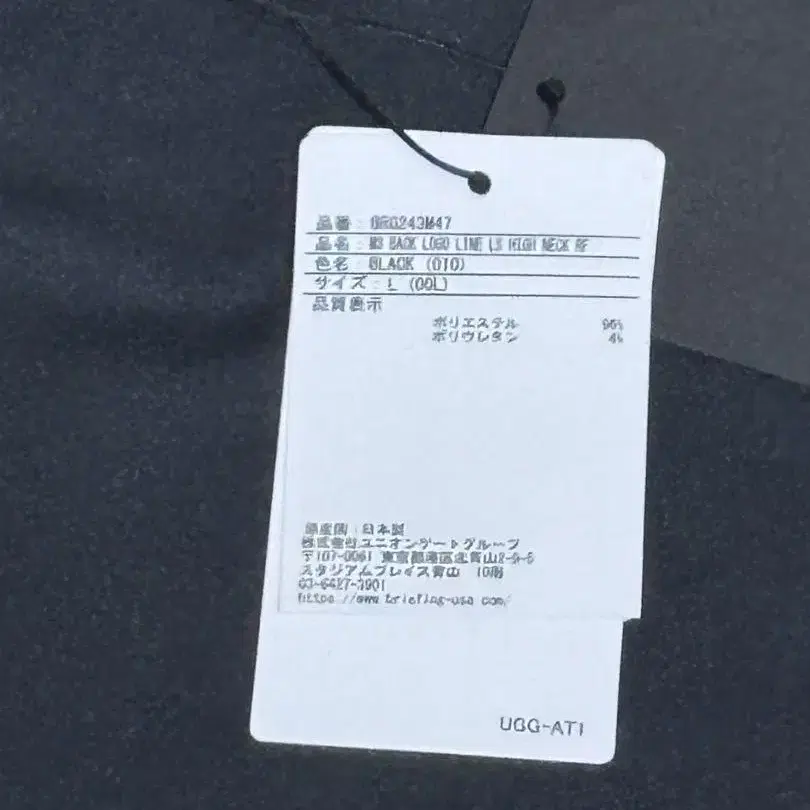 品番 : BRG243M47
品名 : MS BACK LOGO LINE LS HIGH NECK RF
色名 : BLACK (010)
サイズ : L (00L)
品質表示
ポリエステル 96%
ポリウレタン 4%
原産国 : 日本製
株式会社ユニオンゲートグループ
〒107-0061 東京都港区北青山2-9-5
スタジアムプレイス青山 10階
03-6427-3901
https://www.briefing-usa.com/
UGG-ATI